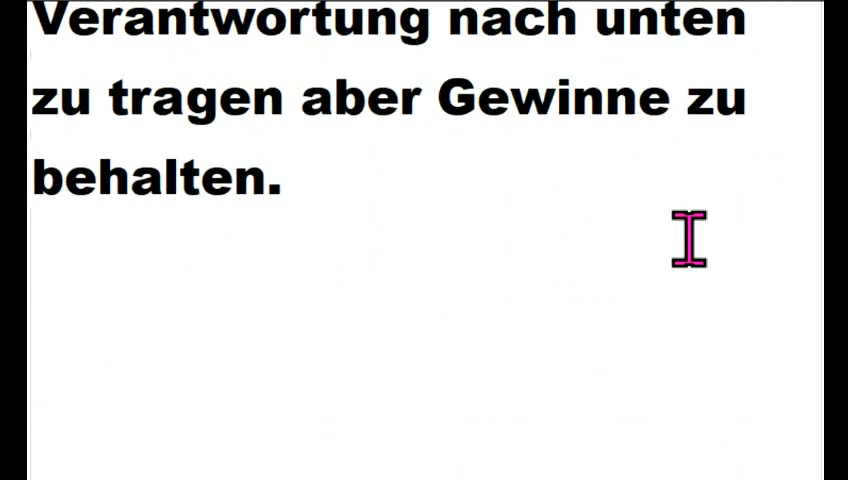 Verantwortung nach unten
zu tragen aber Gewinne zu
behalten.